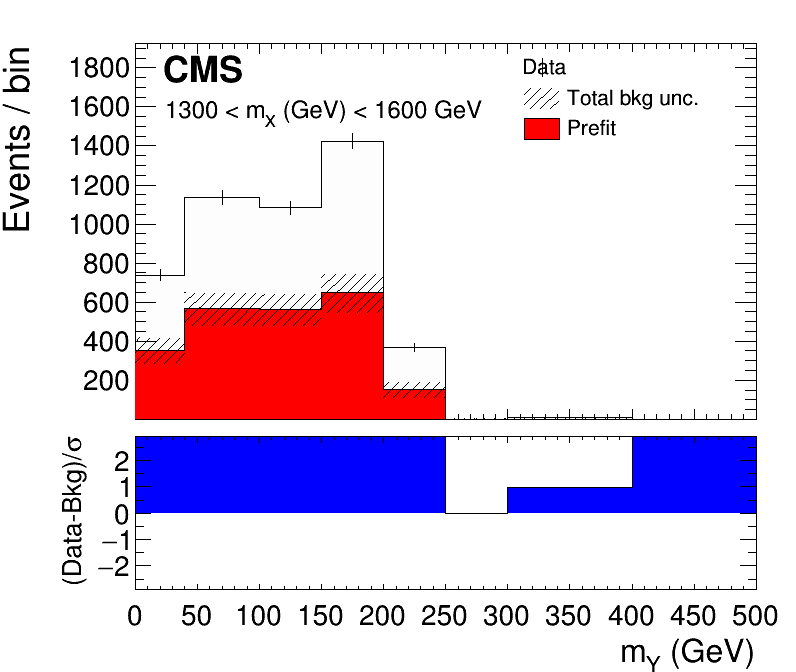 Events / bin
1800
1600
1400
1200
1000
800
600
400
200
CMS
1300 < mX (GeV) < 1600 GeV
Data
Total bkg unc.
Prefit
(Data-Bkg)/σ
2
1
0
−1
−2
0 50 100 150 200 250 300 350 400 450 500
mY (GeV)